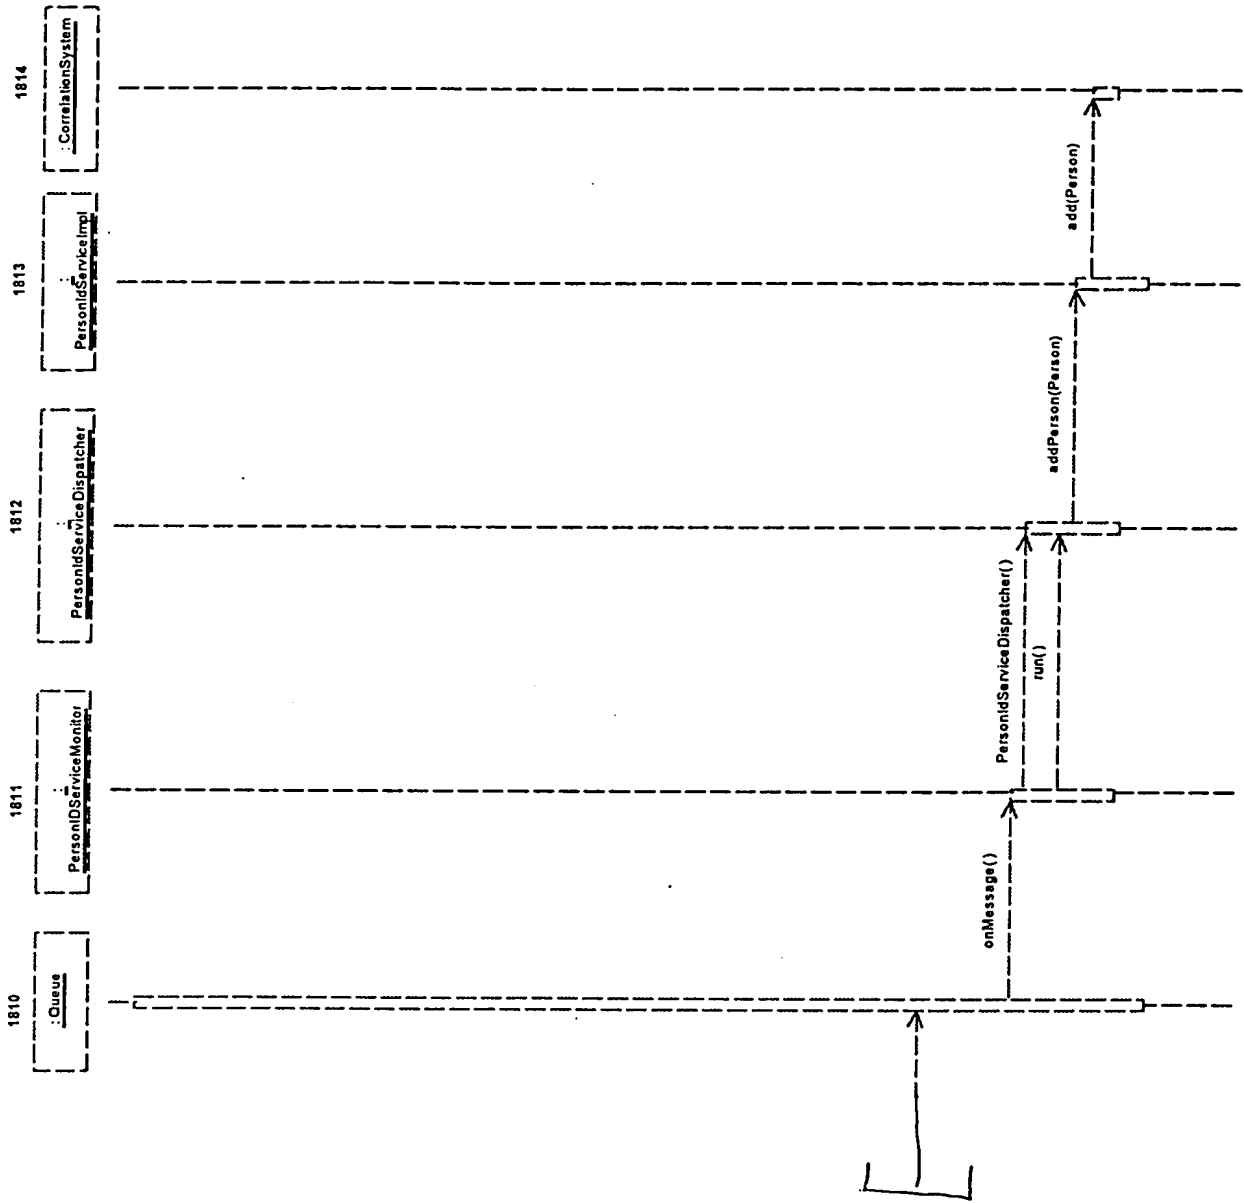 1810
: Queue
1811
:
PersonIDServiceMonitor
1812
:
PersonIdServiceDispatcher
1813
:
PersonIdServiceImpl
1814
: CorrelationSystem
onMessage()
PersonIdServiceDispatcher()
run()
addPerson(Person)
add(Person)